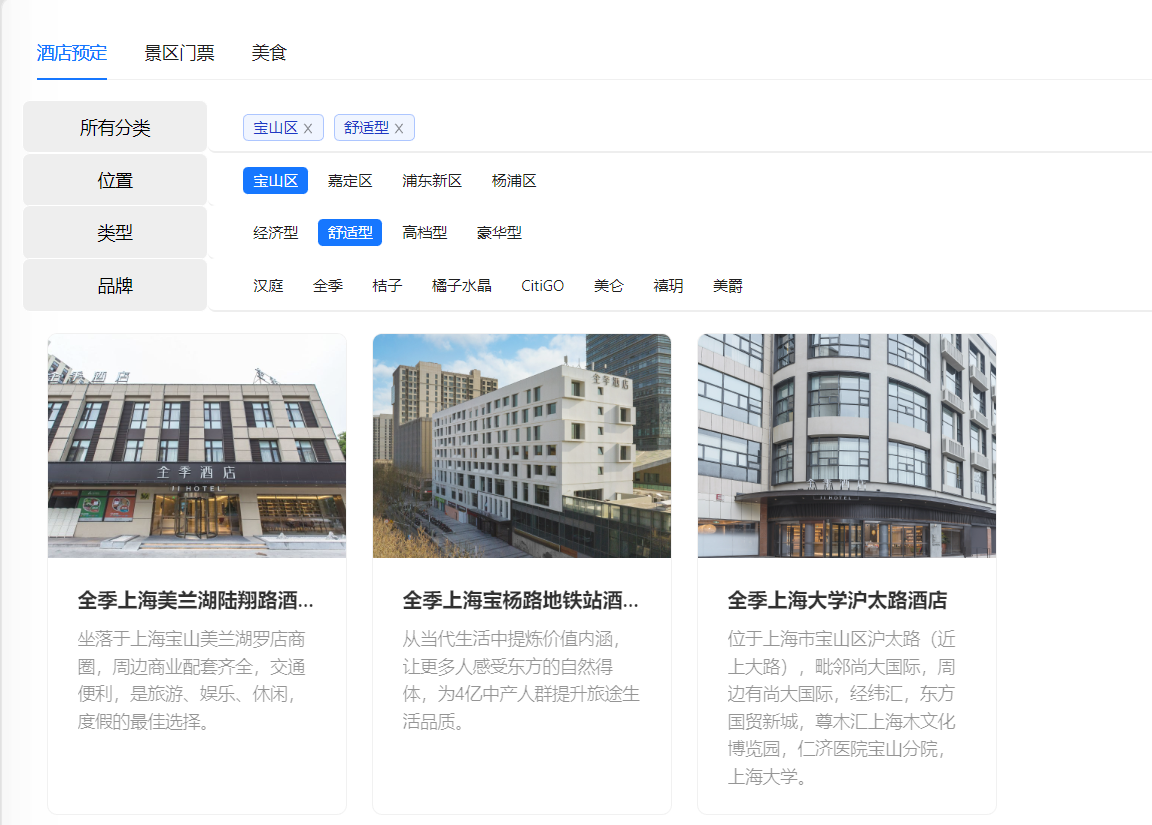 酒店预定 景区门票 美食
所有分类 宝山区 X 舒适型 X
位置 宝山区 嘉定区 浦东新区 杨浦区
类型 经济型 舒适型 高档型 豪华型
品牌 汉庭 全季 桔子 橘子水晶 CitiGO 美仑 禧玥 美爵
全季酒店
JI HOTEL
全季酒店
全季酒店
JI HOTEL
全季上海美兰湖陆翔路酒...
坐落于上海宝山美兰湖罗店商
圈，周边商业配套齐全，交通
便利，是旅游、娱乐、休闲，
度假的最佳选择。
全季上海宝杨路地铁站酒...
从当代生活中提炼价值内涵，
让更多人感受东方的自然得
体，为4亿中产人群提升旅途生
活品质。
全季上海大学沪太路酒店
位于上海市宝山区沪太路（近
上大路），毗邻尚大国际，周
边有尚大国际，经纬汇，东方
国贸新城，尊木汇上海木文化
博览园，仁济医院宝山分院，
上海大学。